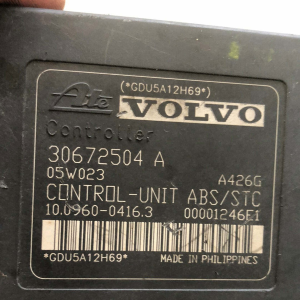 (*GDU5A12H69*)
Ate VOLVO
Controller
30672504 A
05W023 A426G
CONTROL-UNIT ABS/STC
10.0960-0416.3 00001246E1
MADE IN PHILIPPINES
*GDU5A12H69*